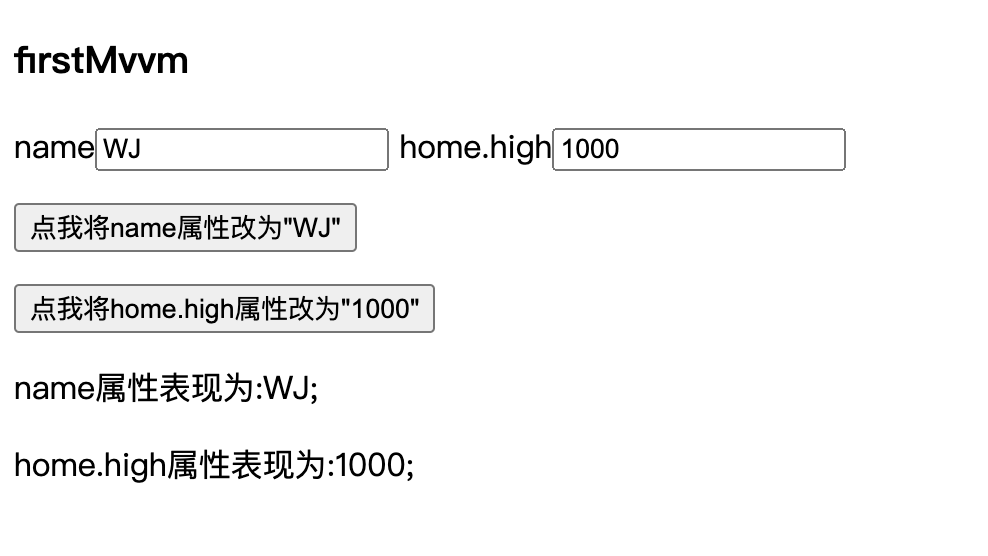 firstMvvm
name WJ home.high 1000
点我将name属性改为"WJ"
点我将home.high属性改为"1000"
name属性表现为:WJ;
home.high属性表现为:1000;